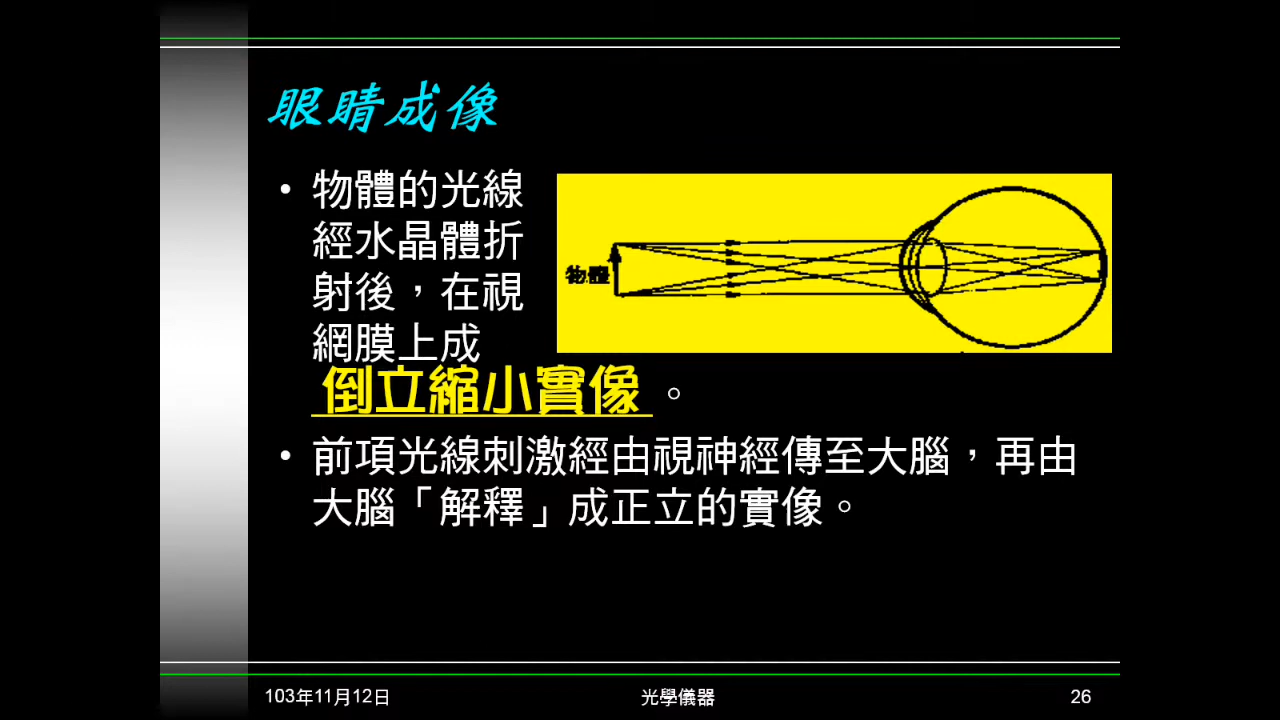 眼睛成像
• 物體的光線
經水晶體折
射後，在視
網膜上成
倒立縮小實像。
物體
• 前項光線刺激經由視神經傳至大腦，再由
大腦「解釋」成正立的實像。
103年11月12日
光學儀器
26